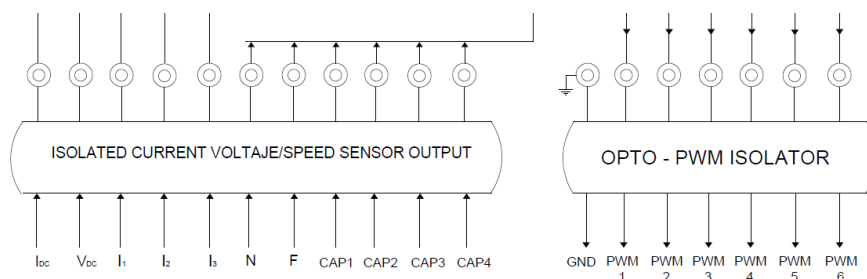 ISOLATED CURRENT VOLTAJE/SPEED SENSOR OUTPUT
OPTO - PWM ISOLATOR
IDC VDC I1 I2 I3 N F CAP1 CAP2 CAP3 CAP4
GND PWM PWM PWM PWM PWM PWM
1 2 3 4 5 6